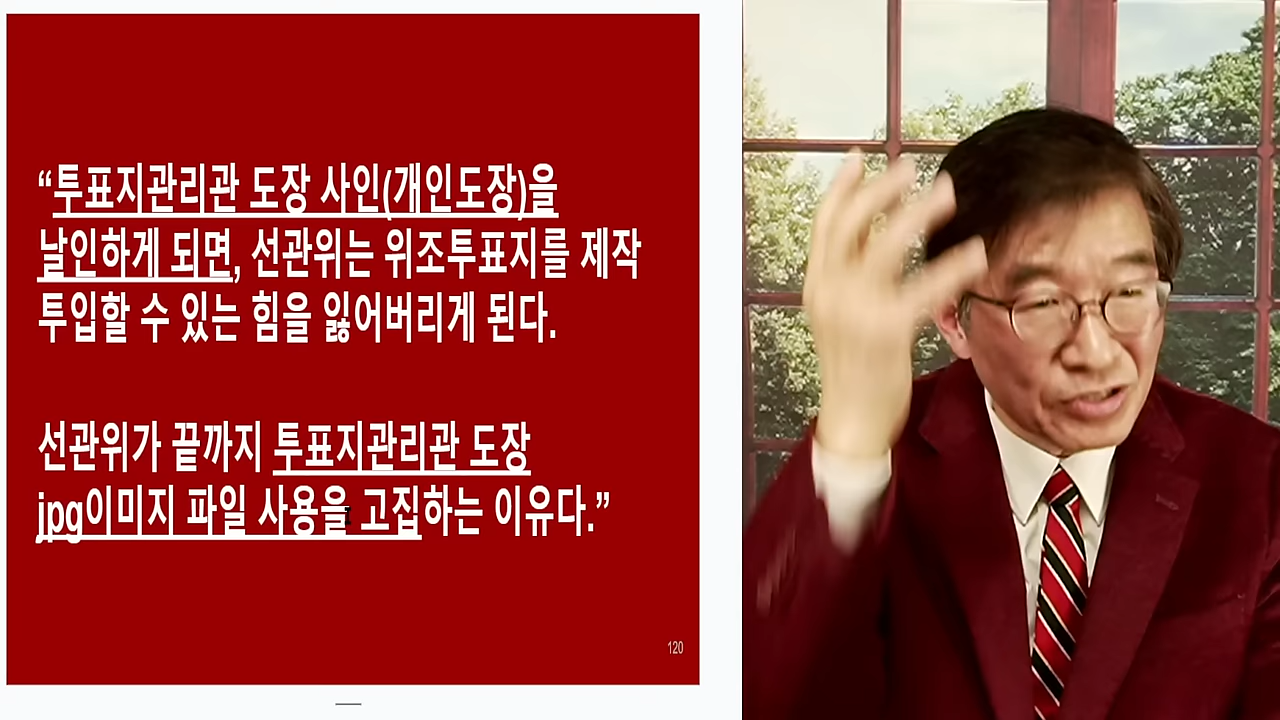 “투표지관리관 도장 사인(개인도장)을
날인하게 되면, 선관위는 위조투표지를 제작
투입할 수 있는 힘을 잃어버리게 된다.
선관위가 끝까지 투표지관리관 도장
jpg이미지 파일 사용을 고집하는 이유다.”
120